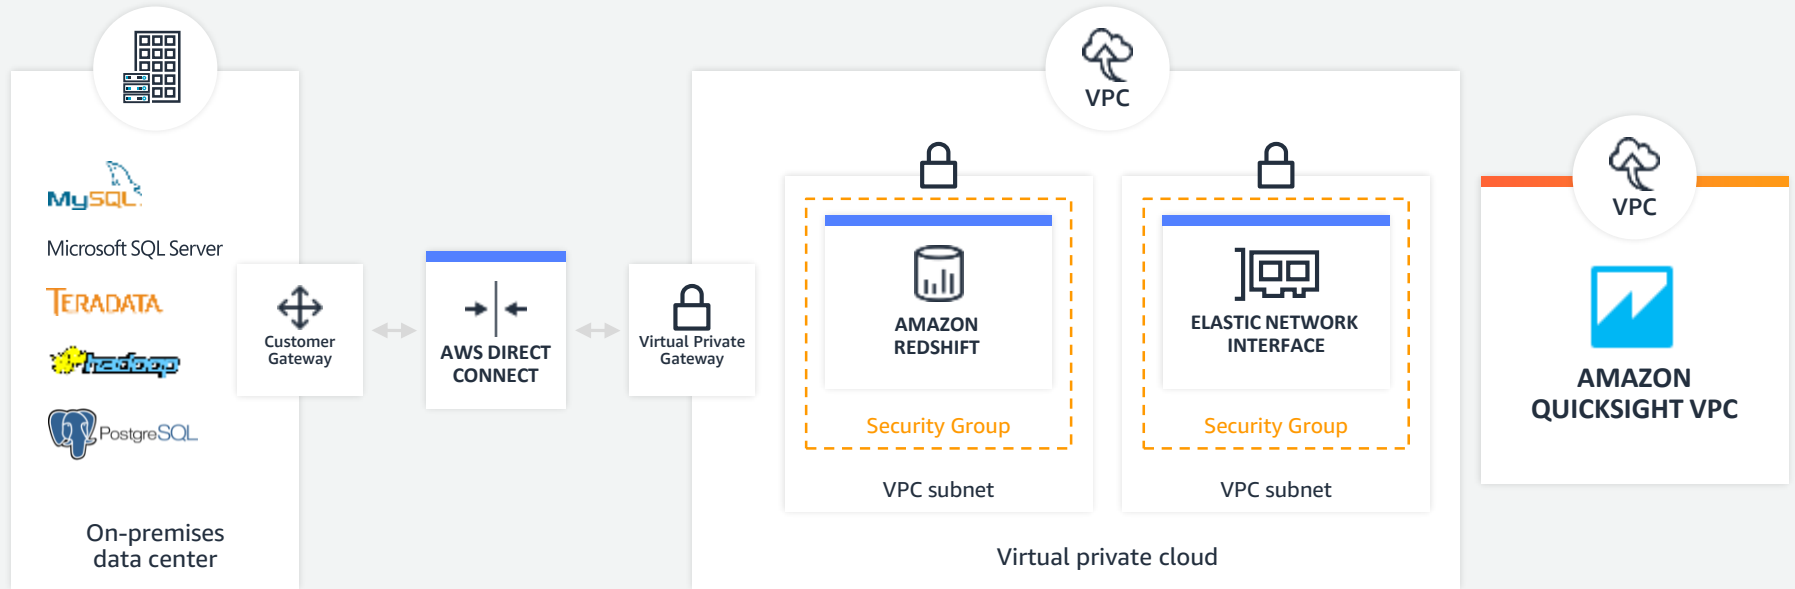 MySQL
Microsoft SQL Server
TERADATA
hadoop
PostgreSQL
On-premises
data center
Customer
Gateway
AWS DIRECT
CONNECT
Virtual Private
Gateway
VPC
AMAZON
REDSHIFT
Security Group
VPC subnet
ELASTIC NETWORK
INTERFACE
Security Group
VPC subnet
Virtual private cloud
VPC
AMAZON
QUICKSIGHT VPC